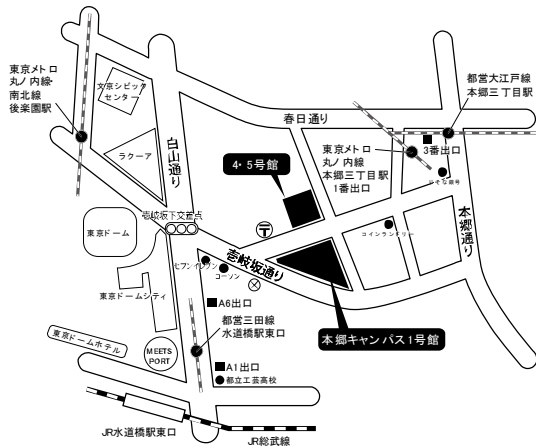 東京メトロ
丸ノ内線・
南北線
後楽園駅
文京シビック
センター
ラクーア
白山通り
春日通り
都営大江戸線
本郷三丁目駅
3番出口
東京メトロ
丸ノ内線
本郷三丁目駅
1番出口
4・5号館
りそな銀行
コインランドリー
本郷通り
東京ドーム
壱岐坂下交差点
壱岐坂通り
セブンイレブン
ローソン
東京ドームシティ
A6出口
都営三田線
水道橋駅東口
本郷キャンパス1号館
東京ドームホテル
MEETS
PORT
A1出口
都立工芸高校
JR水道橋駅東口
JR総武線